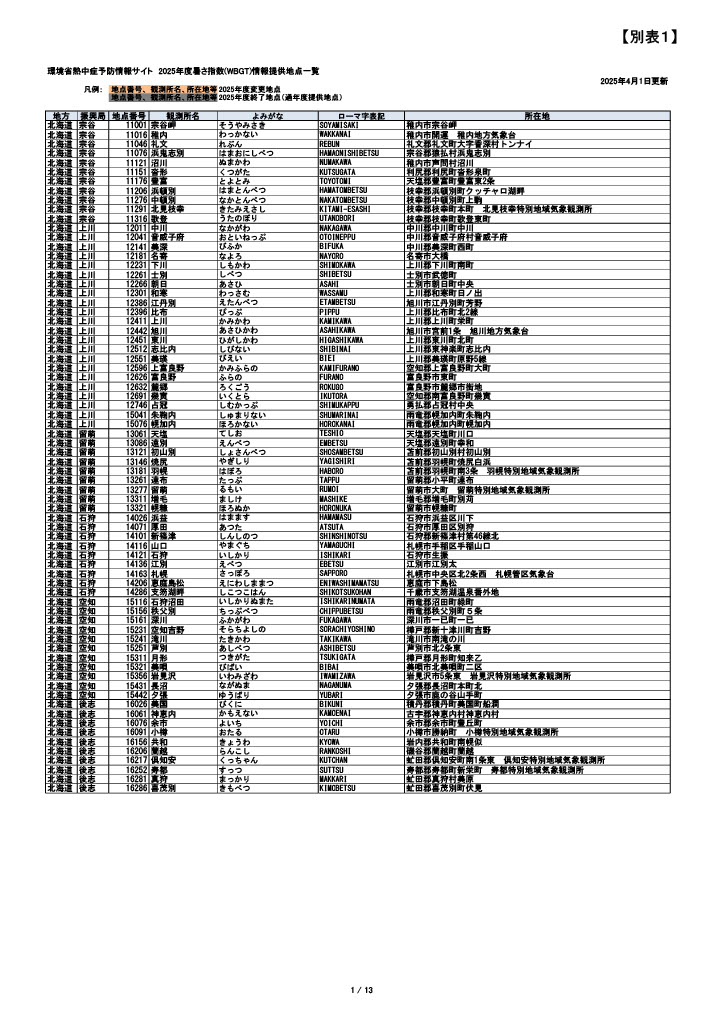 【別表１】
環境省熱中症予防情報サイト 2025年度暑さ指数(WBGT)情報提供地点一覧
2025年4月1日更新
凡例： 地点番号、観測所名、所在地等 2025年度変更地点
地点番号、観測所名、所在地等 2025年度終了地点(過年度提供地点)
地方 振興局 地点番号 観測所名 よみがな ローマ字表記 所在地
北海道 宗谷 11001 宗谷岬 そうやみさき SOYAMISAKI 稚内市宗谷岬
北海道 宗谷 11016 稚内 わっかない WAKKANAI 稚内市開運 稚内地方気象台
北海道 宗谷 11046 礼文 れぶん REBUN 礼文郡礼文町大字香深村トンナイ
北海道 宗谷 11076 浜鬼志別 はまおにしべつ HAMAONISHIBETSU 宗谷郡猿払村浜鬼志別
北海道 宗谷 11121 沼川 ぬまかわ NUMAKAWA 稚内市声問村沼川
北海道 宗谷 11151 沓形 くつがた KUTSUGATA 利尻郡利尻町沓形泉町
北海道 宗谷 11176 豊富 とよとみ TOYOTOMI 天塩郡豊富町豊富東2条
北海道 宗谷 11206 浜頓別 はまとんべつ HAMATOMBETSU 枝幸郡浜頓別町クッチャロ湖畔
北海道 宗谷 11276 中頓別 なかとんべつ NAKATOMBETSU 枝幸郡中頓別町上駒
北海道 宗谷 11291 北見枝幸 きたみえさし KITAMI-ESASHI 枝幸郡枝幸町本町 北見枝幸特別地域気象観測所
北海道 宗谷 11316 歌登 うたのぼり UTANOBORI 枝幸郡枝幸町歌登東町
北海道 上川 12011 中川 なかがわ NAKAGAWA 中川郡中川町中川
北海道 上川 12041 音威子府 おといねっぷ OTOINEPPU 中川郡音威子府村音威子府
北海道 上川 12141 美深 びふか BIFUKA 中川郡美深町西町
北海道 上川 12181 名寄 なよろ NAYORO 名寄市大橋
北海道 上川 12231 下川 しもかわ SHIMOKAWA 上川郡下川町南町
北海道 上川 12261 士別 しべつ SHIBETSU 士別市武徳町
北海道 上川 12266 朝日 あさひ ASAHI 士別市朝日町中央
北海道 上川 12301 和寒 わっさむ WASSAMU 上川郡和寒町日ノ出
北海道 上川 12386 江丹別 えたんべつ ETAMBETSU 旭川市江丹別町芳野
北海道 上川 12396 比布 ぴっぷ PIPPU 上川郡比布町北2線
北海道 上川 12411 上川 かみかわ KAMIKAWA 上川郡上川町栄町
北海道 上川 12442 旭川 あさひかわ ASAHIKAWA 旭川市宮前1条 旭川地方気象台
北海道 上川 12451 東川 ひがしかわ HIGASHIKAWA 上川郡東川町北町
北海道 上川 12512 志比内 しびない SHIBINAI 上川郡東神楽町志比内
北海道 上川 12551 美瑛 びえい BIEI 上川郡美瑛町原野5線
北海道 上川 12596 上富良野 かみふらの KAMIFURANO 空知郡上富良野町大町
北海道 上川 12626 富良野 ふらの FURANO 富良野市東町
北海道 上川 12632 麓郷 ろくごう ROKUGO 富良野市麓郷市街地
北海道 上川 12691 幾寅 いくとら IKUTORA 空知郡南富良野町幾寅
北海道 上川 12746 占冠 しむかっぷ SHIMUKAPPU 勇払郡占冠村中央
北海道 上川 15041 朱鞠内 しゅまりない SHUMARINAI 雨竜郡幌加内町朱鞠内
北海道 上川 15076 幌加内 ほろかない HOROKANAI 雨竜郡幌加内町幌加内
北海道 留萌 13061 天塩 てしお TESHIO 天塩郡天塩町川口
北海道 留萌 13086 遠別 えんべつ EMBETSU 天塩郡遠別町幸和
北海道 留萌 13121 初山別 しょさんべつ SHOSAMBETSU 苫前郡初山別村初山別
北海道 留萌 13146 焼尻 やぎしり YAGISHIRI 苫前郡羽幌町焼尻白浜
北海道 留萌 13181 羽幌 はぼろ HABORO 苫前郡羽幌町南3条 羽幌特別地域気象観測所
北海道 留萌 13261 達布 たっぷ TAPPU 留萌郡小平町達布
北海道 留萌 13277 留萌 るもい RUMOI 留萌市大町 留萌特別地域気象観測所
北海道 留萌 13311 増毛 ましけ MASHIKE 増毛郡増毛町別苅
北海道 留萌 13321 幌糠 ほろぬか HORONUKA 留萌市幌糠町
北海道 石狩 14026 浜益 はまます HAMAMASU 石狩市浜益区川下
北海道 石狩 14071 厚田 あつた ATSUTA 石狩市厚田区別狩
北海道 石狩 14101 新篠津 しんしのつ SHINSHINOTSU 石狩郡新篠津村第46線北
北海道 石狩 14116 山口 やまぐち YAMAGUCHI 札幌市手稲区手稲山口
北海道 石狩 14121 石狩 いしかり ISHIKARI 石狩市生振
北海道 石狩 14136 江別 えべつ EBETSU 江別市江別太
北海道 石狩 14163 札幌 さっぽろ SAPPORO 札幌市中央区北2条西 札幌管区気象台
北海道 石狩 14206 恵庭島松 えにわしままつ ENIWASHIMAMATSU 恵庭市下島松
北海道 石狩 14286 支笏湖畔 しこつこはん SHIKOTSUKOHAN 千歳市支笏湖温泉番外地
北海道 空知 15116 石狩沼田 いしかりぬまた ISHIKARINUMATA 雨竜郡沼田町緑町
北海道 空知 15156 秩父別 ちっぷべつ CHIPPUBETSU 雨竜郡秩父別町５条
北海道 空知 15161 深川 ふかがわ FUKAGAWA 深川市一已町一已
北海道 空知 15231 空知吉野 そらちよしの SORACHIYOSHINO 樺戸郡新十津川町吉野
北海道 空知 15241 滝川 たきかわ TAKIKAWA 滝川市南滝の川
北海道 空知 15251 芦別 あしべつ ASHIBETSU 芦別市北2条東
北海道 空知 15311 月形 つきがた TSUKIGATA 樺戸郡月形町知来乙
北海道 空知 15321 美唄 びばい BIBAI 美唄市北美唄町二区
北海道 空知 15356 岩見沢 いわみざわ IWAMIZAWA 岩見沢市5条東 岩見沢特別地域気象観測所
北海道 空知 15431 長沼 ながぬま NAGANUMA 夕張郡長沼町本町北
北海道 空知 15442 夕張 ゆうばり YUBARI 夕張市鹿の谷山手町
北海道 後志 16026 美国 びくに BIKUNI 積丹郡積丹町美国町船澗
北海道 後志 16061 神恵内 かもえない KAMOENAI 古宇郡神恵内村神恵内村
北海道 後志 16076 余市 よいち YOICHI 余市郡余市町豊丘町
北海道 後志 16091 小樽 おたる OTARU 小樽市勝納町 小樽特別地域気象観測所
北海道 後志 16156 共和 きょうわ KYOWA 岩内郡共和町南幌似
北海道 後志 16206 蘭越 らんこし RANKOSHI 磯谷郡蘭越町蘭越
北海道 後志 16217 倶知安 くっちゃん KUTCHAN 虻田郡倶知安町南1条東 倶知安特別地域気象観測所
北海道 後志 16252 寿都 すっつ SUTTSU 寿都郡寿都町新栄町 寿都特別地域気象観測所
北海道 後志 16281 真狩 まっかり MAKKARI 虻田郡真狩村美原
北海道 後志 16286 喜茂別 きもべつ KIMOBETSU 虻田郡喜茂別町伏見
1 / 13